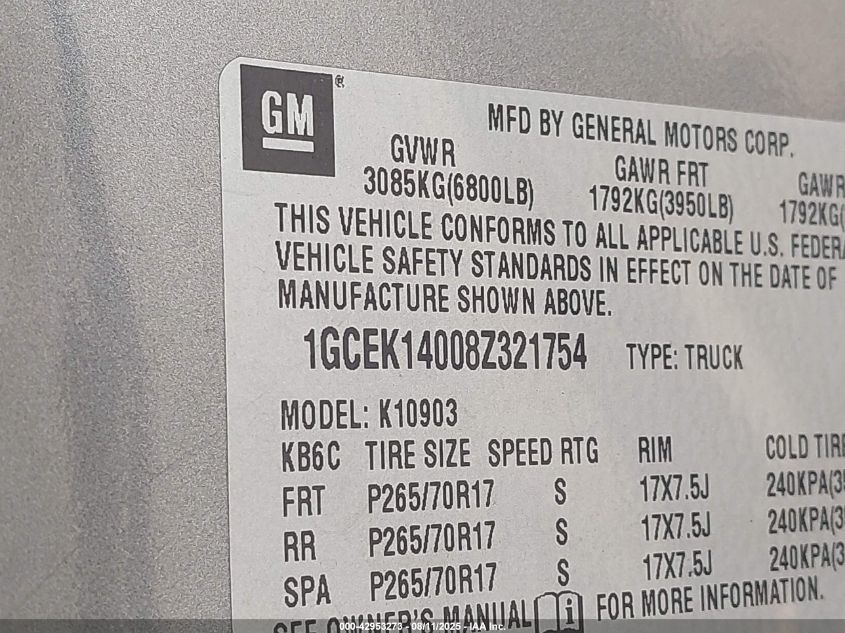 GM ®
MFD BY GENERAL MOTORS CORP.
GVWR GAWR FRT GAWR
3085KG(6800LB) 1792KG(3950LB) 1792KG(
THIS VEHICLE CONFORMS TO ALL APPLICABLE U.S. FEDERA
VEHICLE SAFETY STANDARDS IN EFFECT ON THE DATE OF
MANUFACTURE SHOWN ABOVE.
1GCEK14008Z321754 TYPE: TRUCK
MODEL: K10903
KB6C TIRE SIZE SPEED RTG RIM COLD TIRE
FRT P265/70R17 S 17X7.5J 240KPA(35
RR P265/70R17 S 17X7.5J 240KPA(3
SPA P265/70R17 S 17X7.5J 240KPA(3
SEE OWNER'S MANUAL FOR MORE INFORMATION.
000-42953273 - 08/11/2025 - IAA Inc.